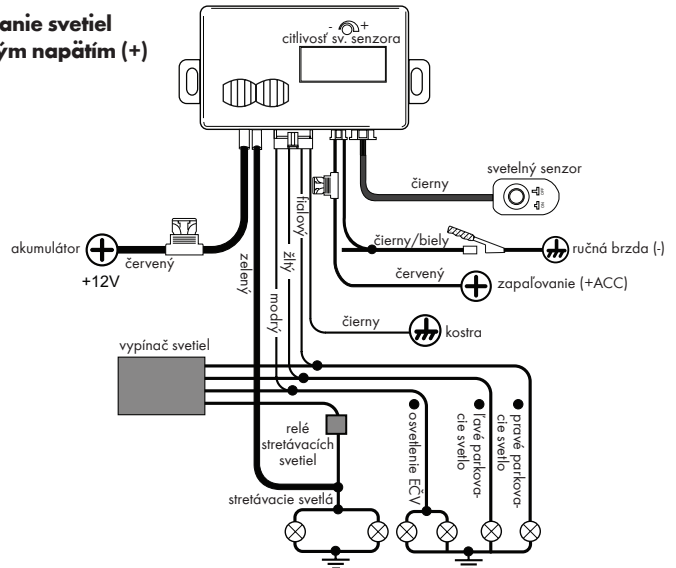 anie svetiel
ým napätím (+)
- +
citlivosť sv. senzora
svetelný senzor
čierny
fialový
čierny/biely
ručná brzda (-)
akumulátor
červený
+12V
zelený
žltý
modrý
červený
zapaľovanie (+ACC)
čierny
kostra
vypínač svetiel
relé
stretávacích
svetiel
stretávacie svetlá
osvetlenie EČV
ľavé parkova-
cie svetlo
pravé parkova-
cie svetlo